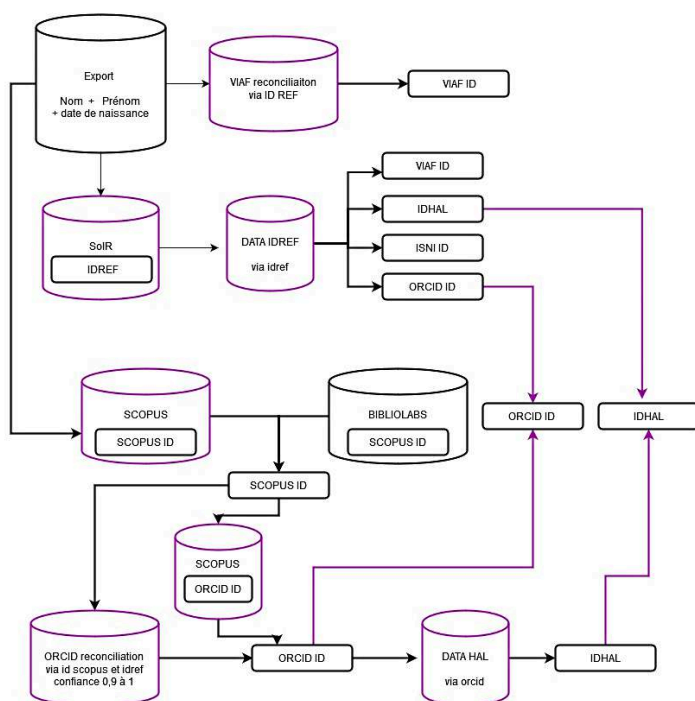 Export
Nom + Prénom
+ date de naissance
VIAF reconciliaiton
via ID REF
VIAF ID
SolR
IDREF
DATA IDREF
via idref
VIAF ID
IDHAL
ISNI ID
ORCID ID
SCOPUS
SCOPUS ID
BIBLIOLABS
SCOPUS ID
ORCID ID
IDHAL
SCOPUS ID
SCOPUS
ORCID ID
ORCID reconciliation
via id scopus et idref
confiance 0,9 à 1
ORCID ID
DATA HAL
via orcid
IDHAL